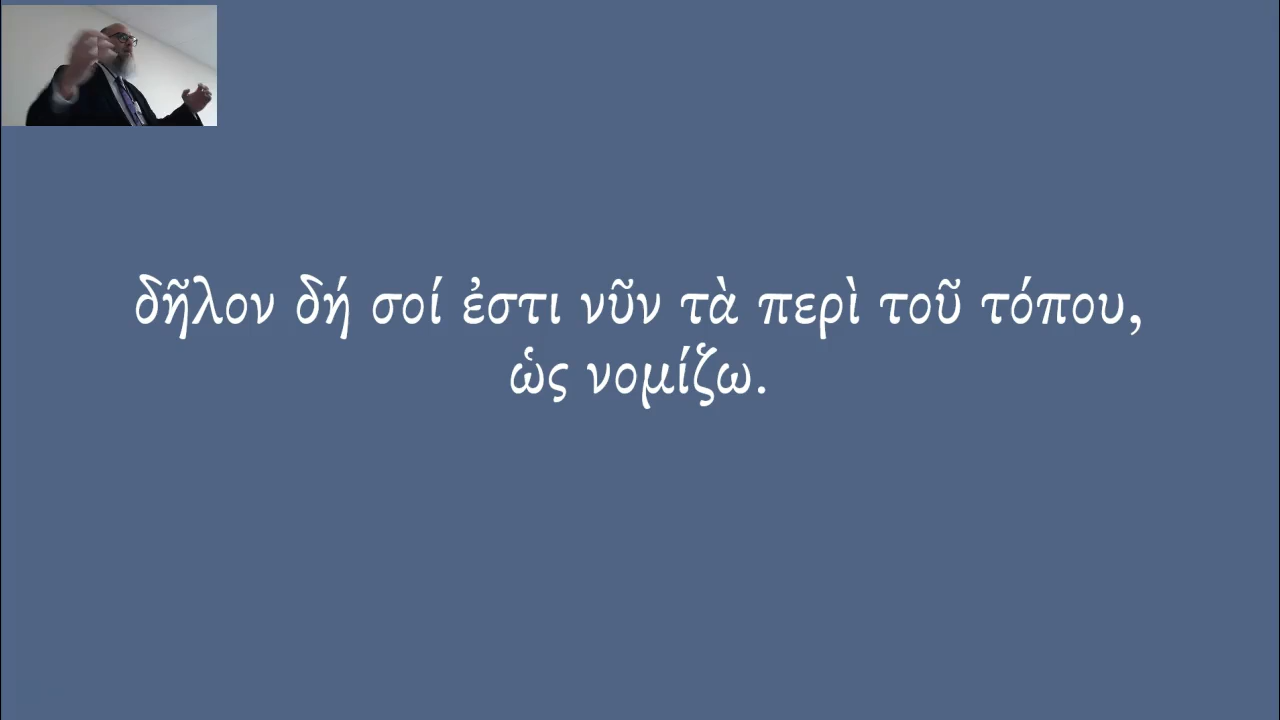 δῆλον δή σοί ἐστι νῦν τὰ περὶ τοῦ τόπου,
ὡς νομίζω.